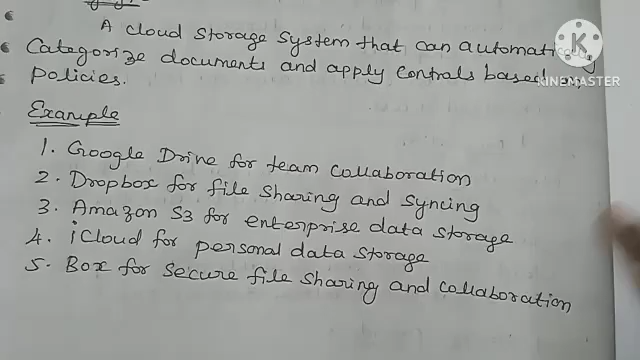 A cloud storage system that can automatically
Categorize documents and apply controls based on
Policies.
Example
1. Google Drive for team collaboration
2. Dropbox for file sharing and syncing
3. Amazon S3 for enterprise data storage
4. iCloud for personal data storage
5. Box for secure file sharing and collaboration
KINEMASTER